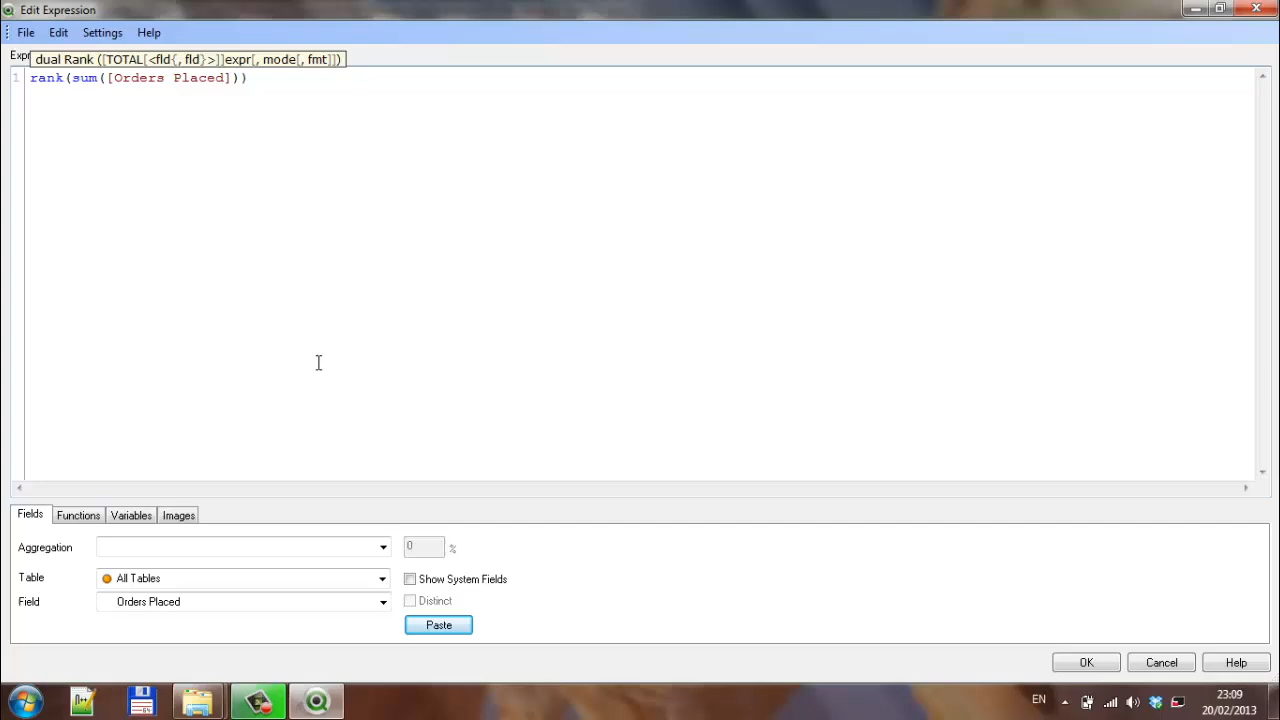 Edit Expression
File Edit Settings Help
dual Rank ([TOTAL[<fld{, fld}>]]expr[, mode[, fmt]])
1 rank(sum([Orders Placed]))
Fields Functions Variables Images
Aggregation 0 %
Table All Tables Show System Fields
Field Orders Placed Distinct
Paste
OK Cancel Help
EN 23:09
20/02/2013